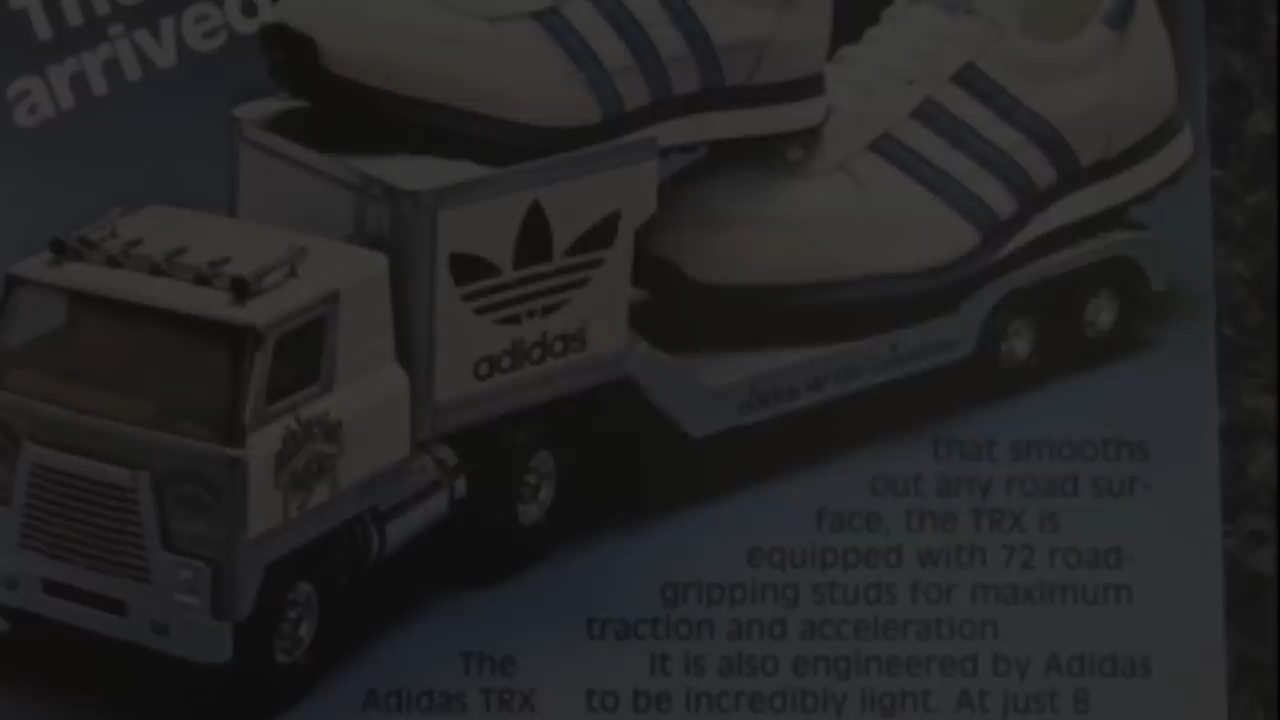 arrived
adidas
that smooths
out any road sur-
face, the TRX is
equipped with 72 road-
gripping studs for maximum
traction and acceleration
The
Adidas TRX
It is also engineered by Adidas
to be incredibly light. At just 8